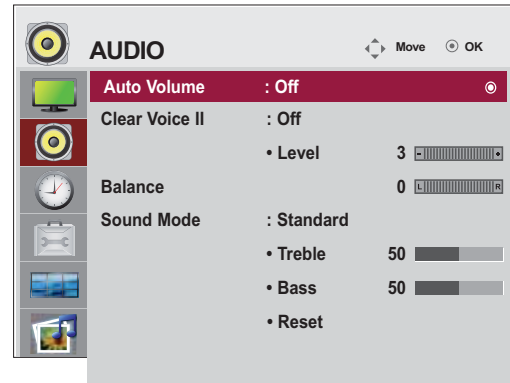 AUDIO Move OK
Auto Volume : Off
Clear Voice II : Off
• Level 3 - +
Balance 0 L R
Sound Mode : Standard
• Treble 50
• Bass 50
• Reset